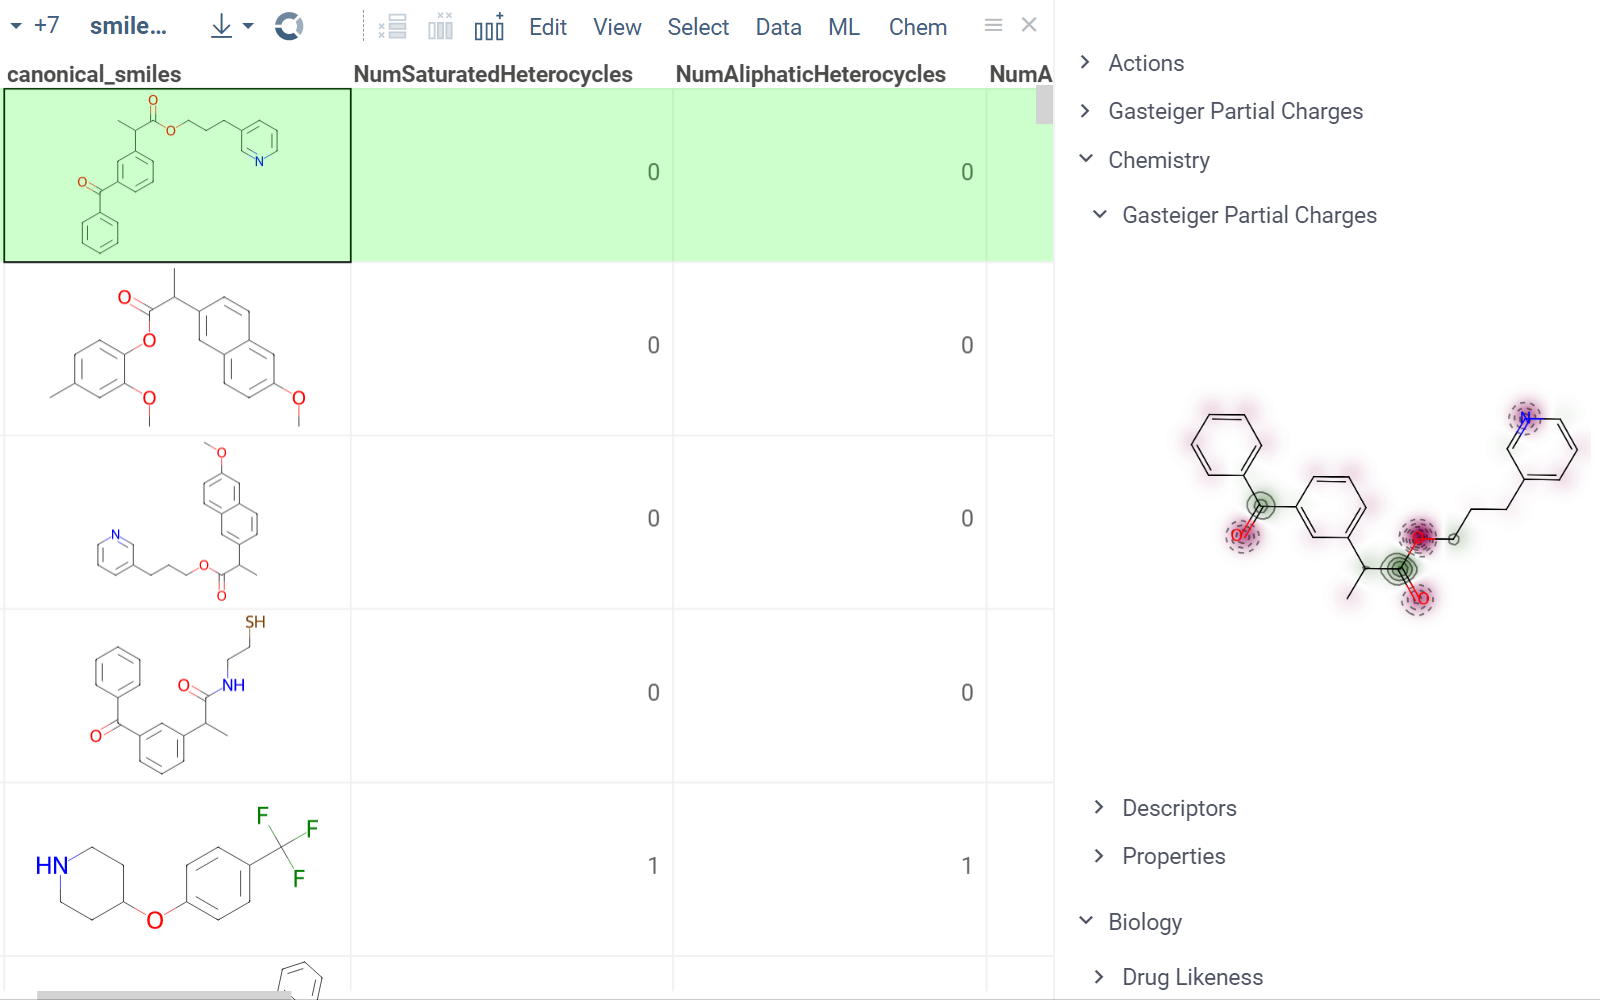 +7 smile... Edit View Select Data ML Chem
canonical_smiles NumSaturatedHeterocycles NumAliphaticHeterocycles NumA
O
O
N
O
0 0
O
O
O
O
0 0
O
N
O
O
0 0
SH
O NH
O
0 0
F
F
HN
F
O
1 1
Actions
Gasteiger Partial Charges
Chemistry
Gasteiger Partial Charges
N
O
O
O
Descriptors
Properties
Biology
Drug Likeness